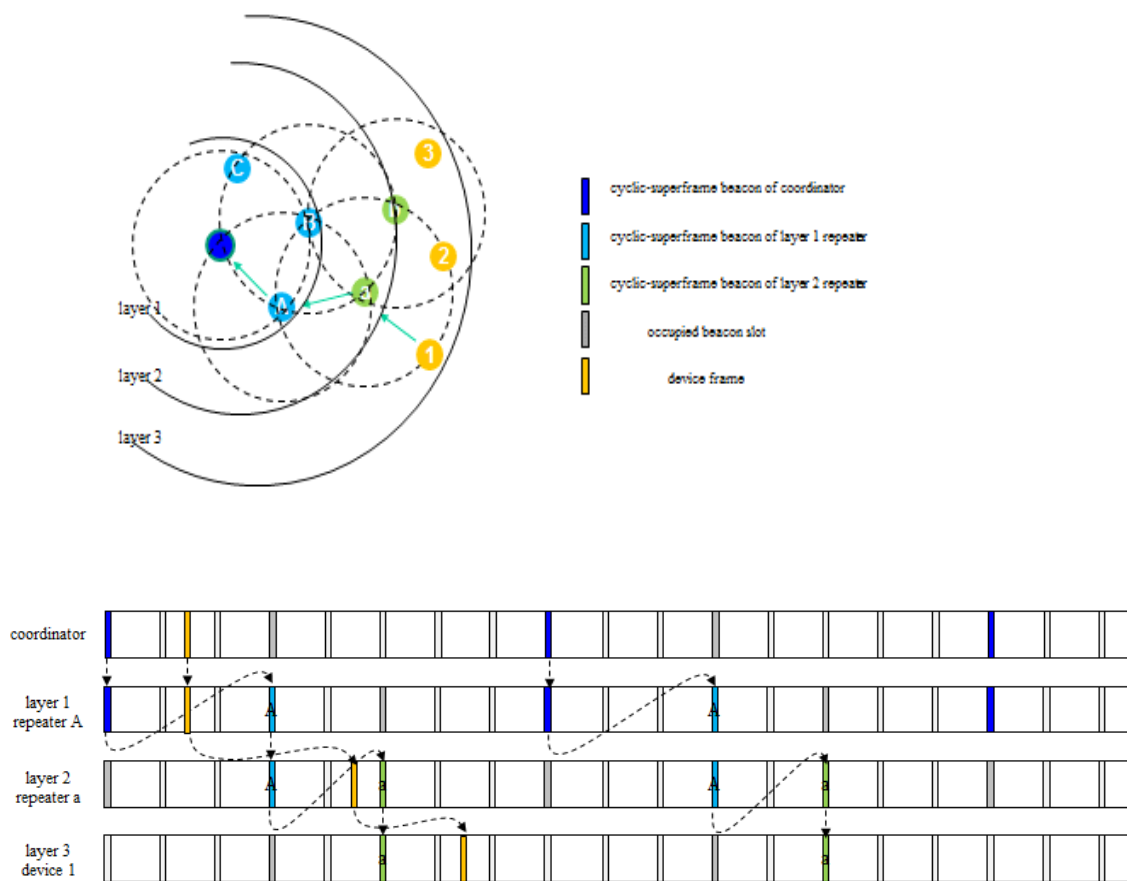 C
3
B
b
2
a
A
1
layer 1
layer 2
layer 3
cyclic-superframe beacon of coordinator
cyclic-superframe beacon of layer 1 repeater
cyclic-superframe beacon of layer 2 repeater
occupied beacon slot
device frame
coordinator
layer 1
repeater A
A
A
layer 2
repeater a
A
a
A
a
layer 3
device 1
a
a